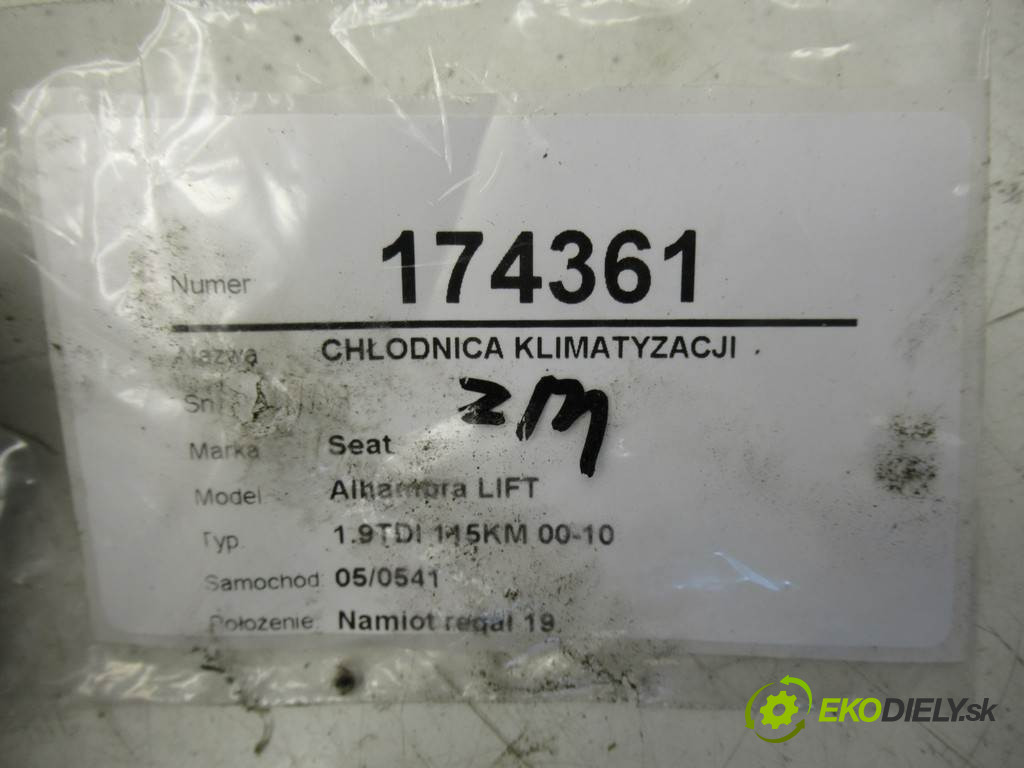 Numer 174361
Nazwa CHŁODNICA KLIMATYZACJI
Sn
Marka Seat
Model Alhambra LIFT
Typ 1.9TDI 115KM 00-10
Samochód: 05/0541
Położenie: Namiot regał 19
EKODIELY.sk